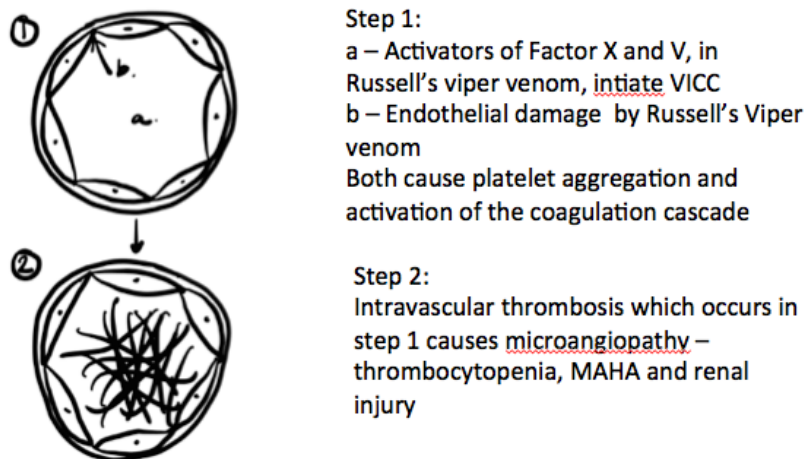 1
Step 1:
a – Activators of Factor X and V, in
Russell’s viper venom, intiate VICC
b.
b – Endothelial damage by Russell’s Viper
a
venom
Both cause platelet aggregation and
activation of the coagulation cascade
2
Step 2:
Intravascular thrombosis which occurs in
step 1 causes microangiopathy –
thrombocytopenia, MAHA and renal
injury